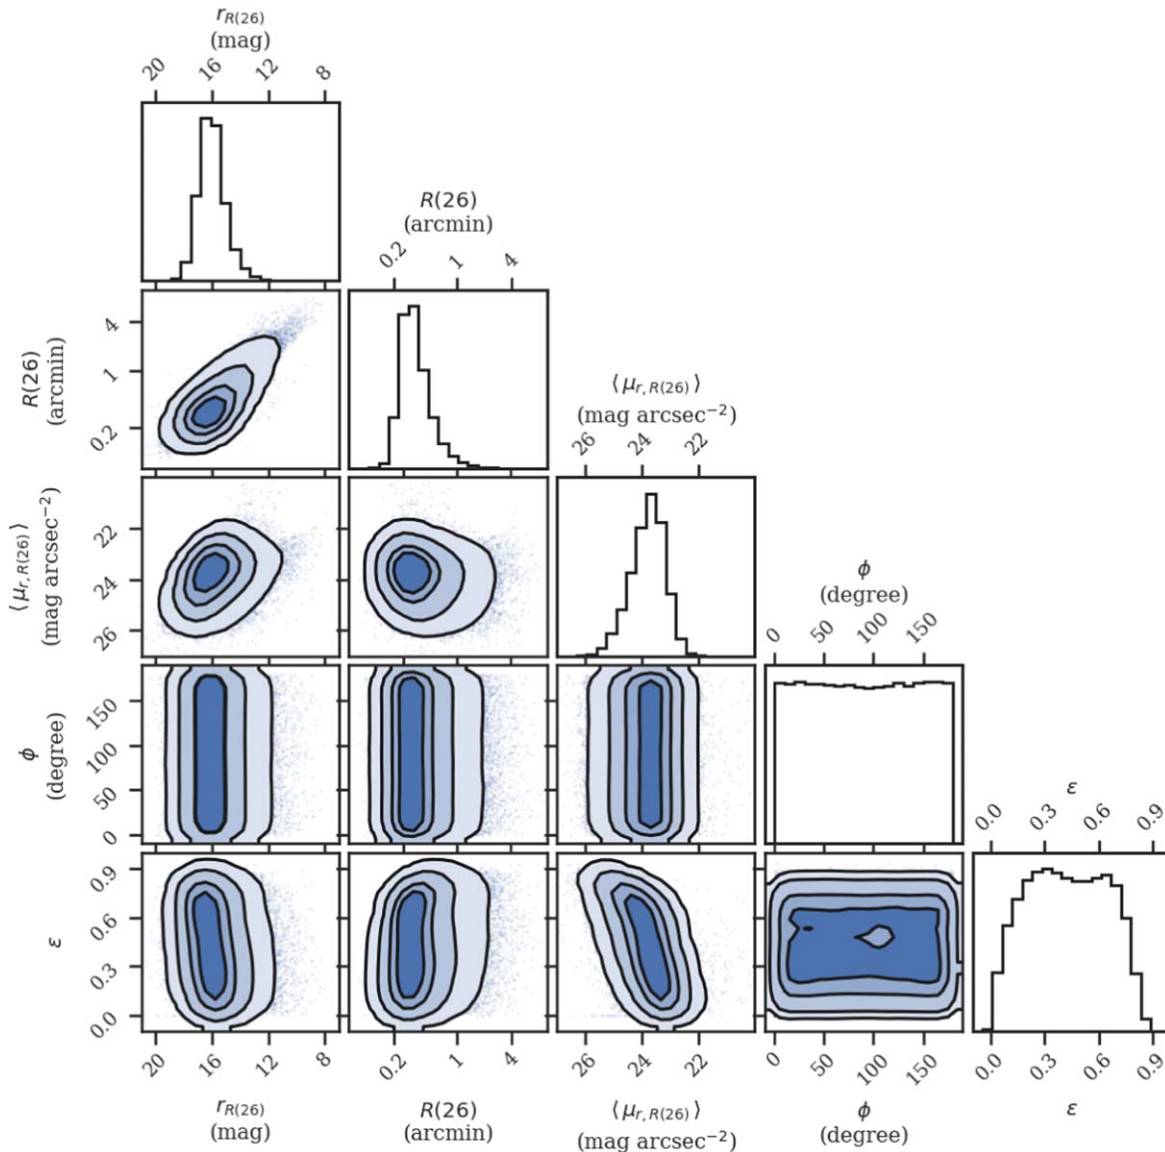 r_{R(26)}
(mag)
20 16 12 8
R(26)
(arcmin)
0.2 1 4
R(26)
(arcmin)
4
1
0.2
⟨μ_{r,R(26)}⟩
(mag arcsec⁻²)
26 24 22
⟨μ_{r,R(26)}⟩
(mag arcsec⁻²)
22
24
26
ϕ
(degree)
0 50 100 150
ϕ
(degree)
150
100
50
0
ε
0.0 0.3 0.6 0.9
ε
0.9
0.6
0.3
0.0
20 16 12 8
0.2 1 4
26 24 22
0 50 100 150
0.0 0.3 0.6 0.9
r_{R(26)}
(mag)
R(26)
(arcmin)
⟨μ_{r,R(26)}⟩
(mag arcsec⁻²)
ϕ
(degree)
ε